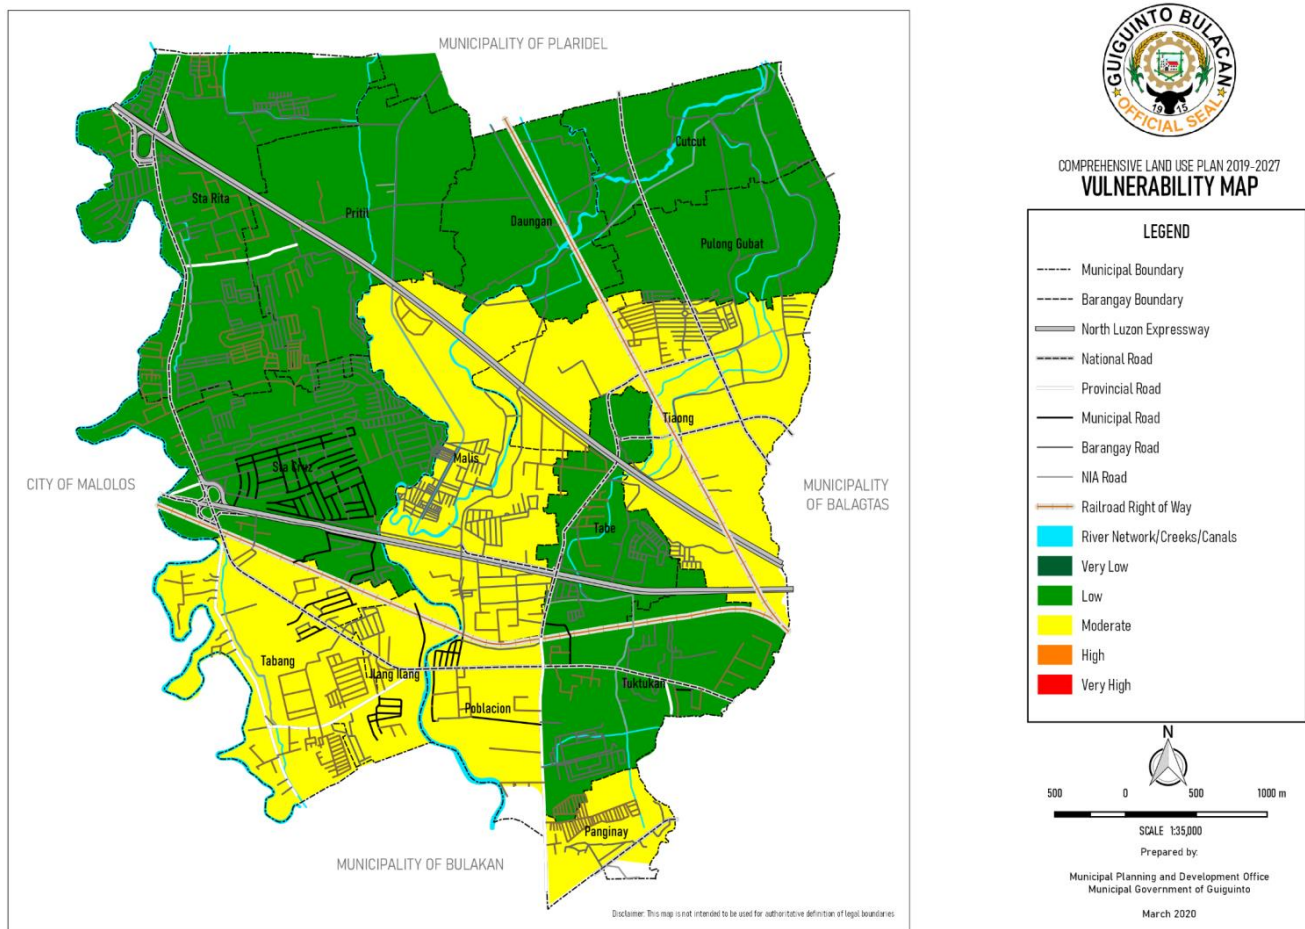 MUNICIPALITY OF PLARIDEL
Cutcut
Sta Rita
Pritil
Daungan
Pulong Gubat
Tiaong
Malis
Sta Cruz
CITY OF MALOLOS
MUNICIPALITY
OF BALAGTAS
Tabe
Tabang
Ilang Ilang
Tuktukan
Poblacion
Panginay
MUNICIPALITY OF BULAKAN
Disclaimer: This map is not intended to be used for authoritative definition of legal boundaries
GUIGUINTO BULACAN
1915
OFFICIAL SEAL
COMPREHENSIVE LAND USE PLAN 2019-2027
VULNERABILITY MAP
LEGEND
Municipal Boundary
Barangay Boundary
North Luzon Expressway
National Road
Provincial Road
Municipal Road
Barangay Road
NIA Road
Railroad Right of Way
River Network/Creeks/Canals
Very Low
Low
Moderate
High
Very High
N
500 0 500 1000 m
SCALE 1:35,000
Prepared by:
Municipal Planning and Development Office
Municipal Government of Guiguinto
March 2020